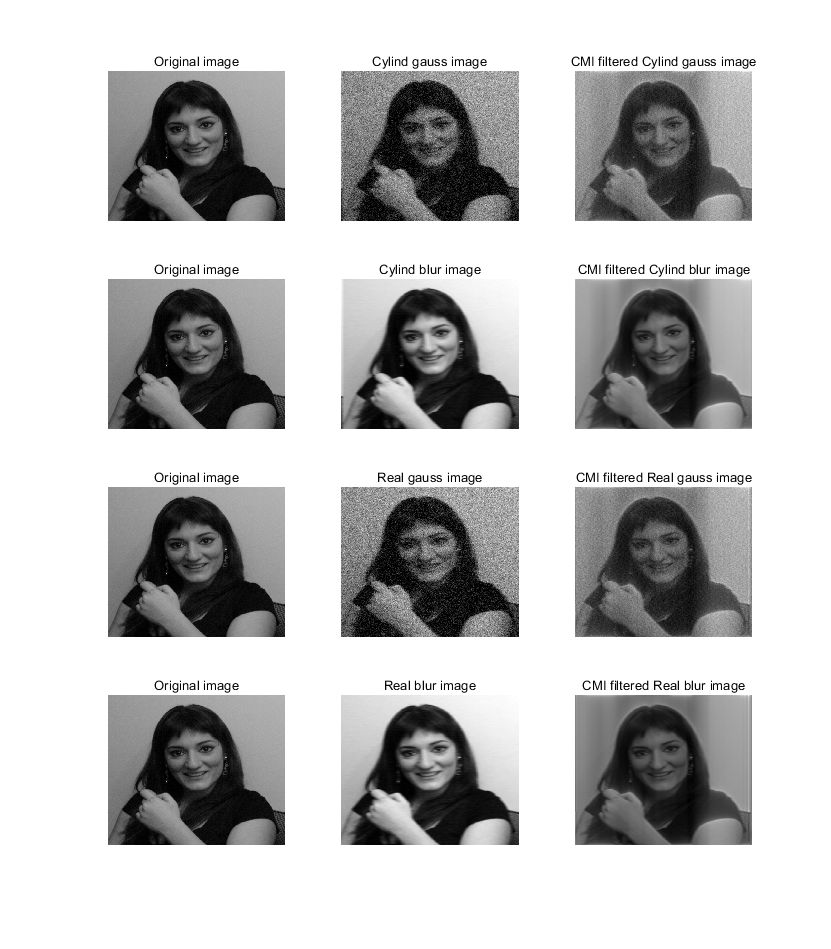 Original image
Cylind gauss image
CMI filtered Cylind gauss image
Original image
Cylind blur image
CMI filtered Cylind blur image
Original image
Real gauss image
CMI filtered Real gauss image
Original image
Real blur image
CMI filtered Real blur image